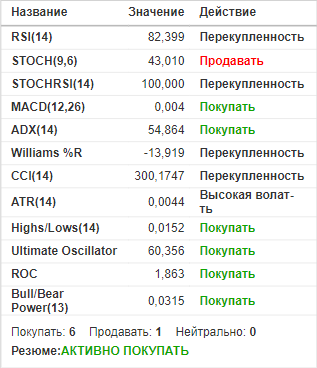 Название Значение Действие
RSI(14) 82,399 Перекупленность
STOCH(9,6) 43,010 Продавать
STOCHRSI(14) 100,000 Перекупленность
MACD(12,26) 0,004 Покупать
ADX(14) 54,864 Покупать
Williams %R -13,919 Перекупленность
CCI(14) 300,1747 Перекупленность
ATR(14) 0,0044 Высокая волат-
ть
Highs/Lows(14) 0,0152 Покупать
Ultimate Oscillator 60,356 Покупать
ROC 1,863 Покупать
Bull/Bear
Power(13) 0,0315 Покупать
Покупать: 6 Продавать: 1 Нейтрально: 0
Резюме:АКТИВНО ПОКУПАТЬ